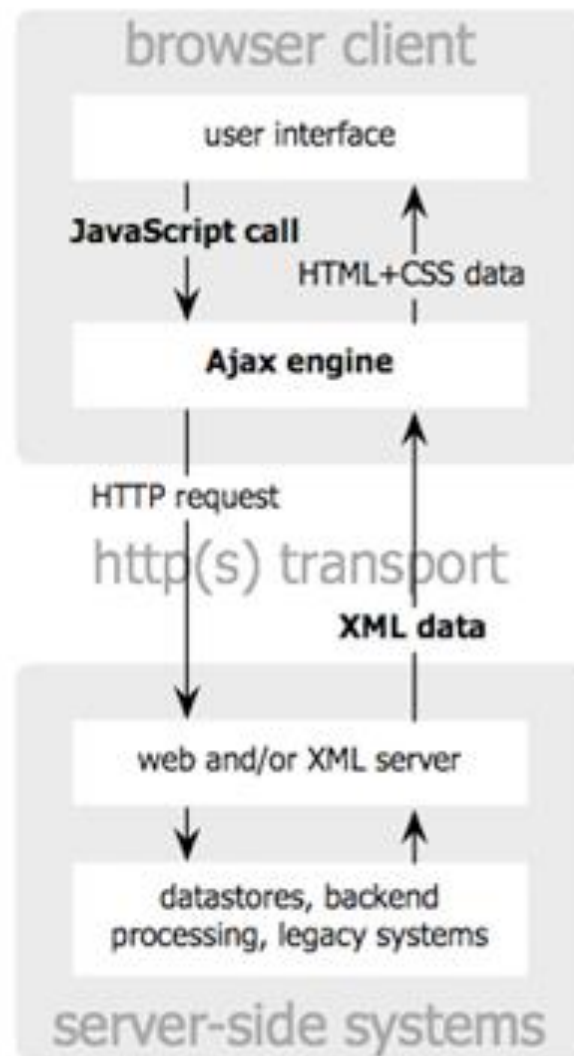 browser client
user interface
JavaScript call
HTML+CSS data
Ajax engine
HTTP request
http(s) transport
XML data
web and/or XML server
datastores, backend
processing, legacy systems
server-side systems